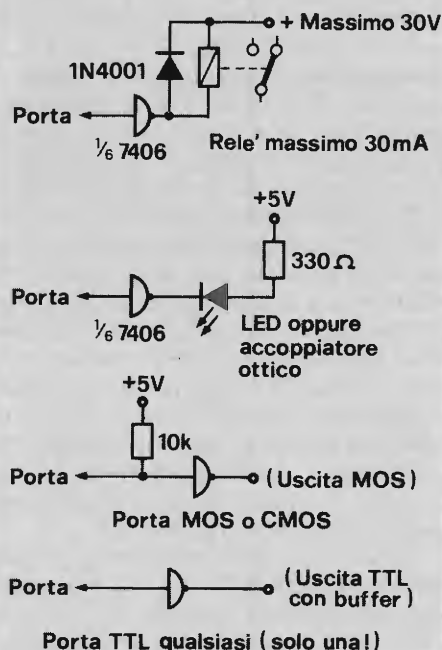 + Massimo 30V
1N4001
Porta
⅙ 7406
Rele' massimo 30mA
+5V
330Ω
Porta
⅙ 7406
LED oppure
accoppiatore
ottico
+5V
10k
Porta
(Uscita MOS)
Porta MOS o CMOS
Porta
(Uscita TTL
con buffer)
Porta TTL qualsiasi (solo una!)